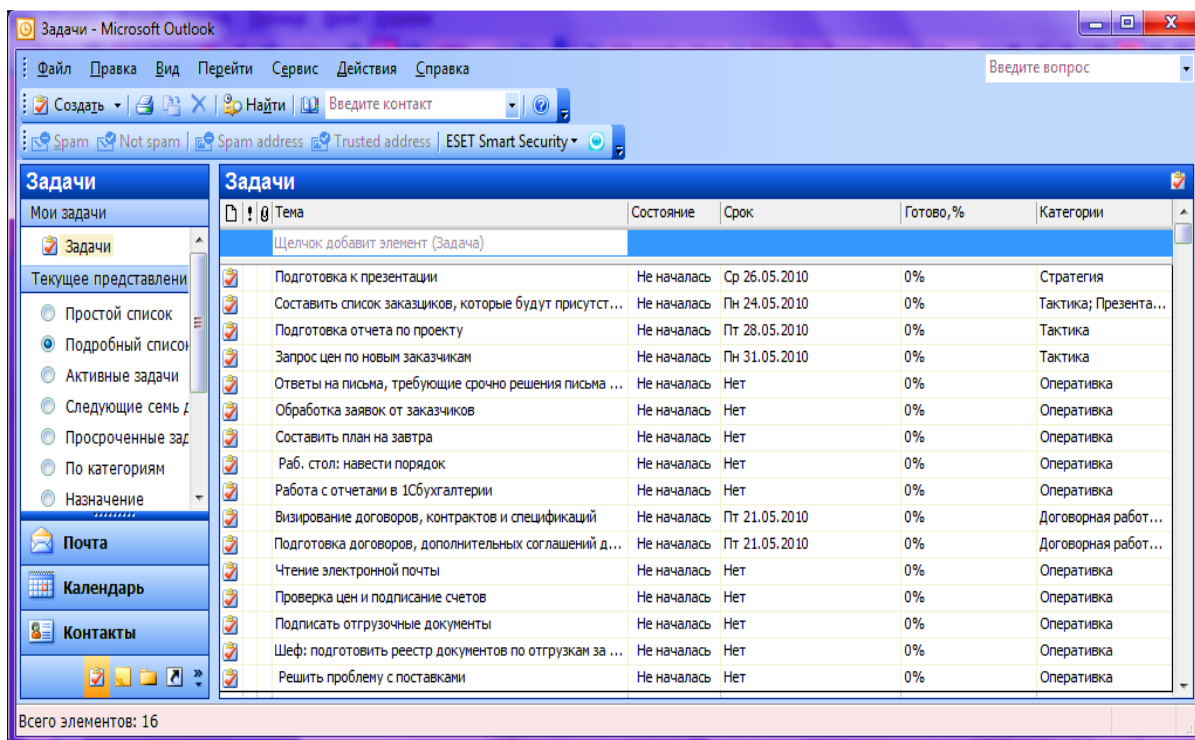 Задачи - Microsoft Outlook
Файл Правка Вид Перейти Сервис Действия Справка Введите вопрос
Создать Найти Введите контакт
Spam Not spam Spam address Trusted address ESET Smart Security
Задачи Задачи
Мои задачи ! Тема Состояние Срок Готово,% Категории
Задачи Щелчок добавит элемент (Задача)
Текущее представлени Подготовка к презентации Не началась Ср 26.05.2010 0% Стратегия
Простой список Составить список заказциков, которые будут присутст... Не началась Пн 24.05.2010 0% Тактика; Презента...
Подробный список Подготовка отчета по проекту Не началась Пт 28.05.2010 0% Тактика
Активные задачи Запрос цен по новым заказчикам Не началась Пн 31.05.2010 0% Тактика
Ответы на письма, требующие срочно решения письма ... Не началась Нет 0% Оперативка
Следующие семь д Обработка заявок от заказчиков Не началась Нет 0% Оперативка
Просроченные зад Составить план на завтра Не началась Нет 0% Оперативка
По категориям Раб. стол: навести порядок Не началась Нет 0% Оперативка
Назначение Работа с отчетами в 1Сбухгалтерии Не началась Нет 0% Оперативка
Визирование договоров, контрактов и спецификаций Не началась Пт 21.05.2010 0% Договорная работ...
Почта Подготовка договоров, дополнительных соглашений д... Не началась Пт 21.05.2010 0% Договорная работ...
Чтение электронной почты Не началась Нет 0% Оперативка
Календарь Проверка цен и подписание счетов Не началась Нет 0% Оперативка
Подписать отгрузочные документы Не началась Нет 0% Оперативка
Контакты Шеф: подготовить реестр документов по отгрузкам за ... Не началась Нет 0% Оперативка
Решить проблему с поставками Не началась Нет 0% Оперативка
Всего элементов: 16